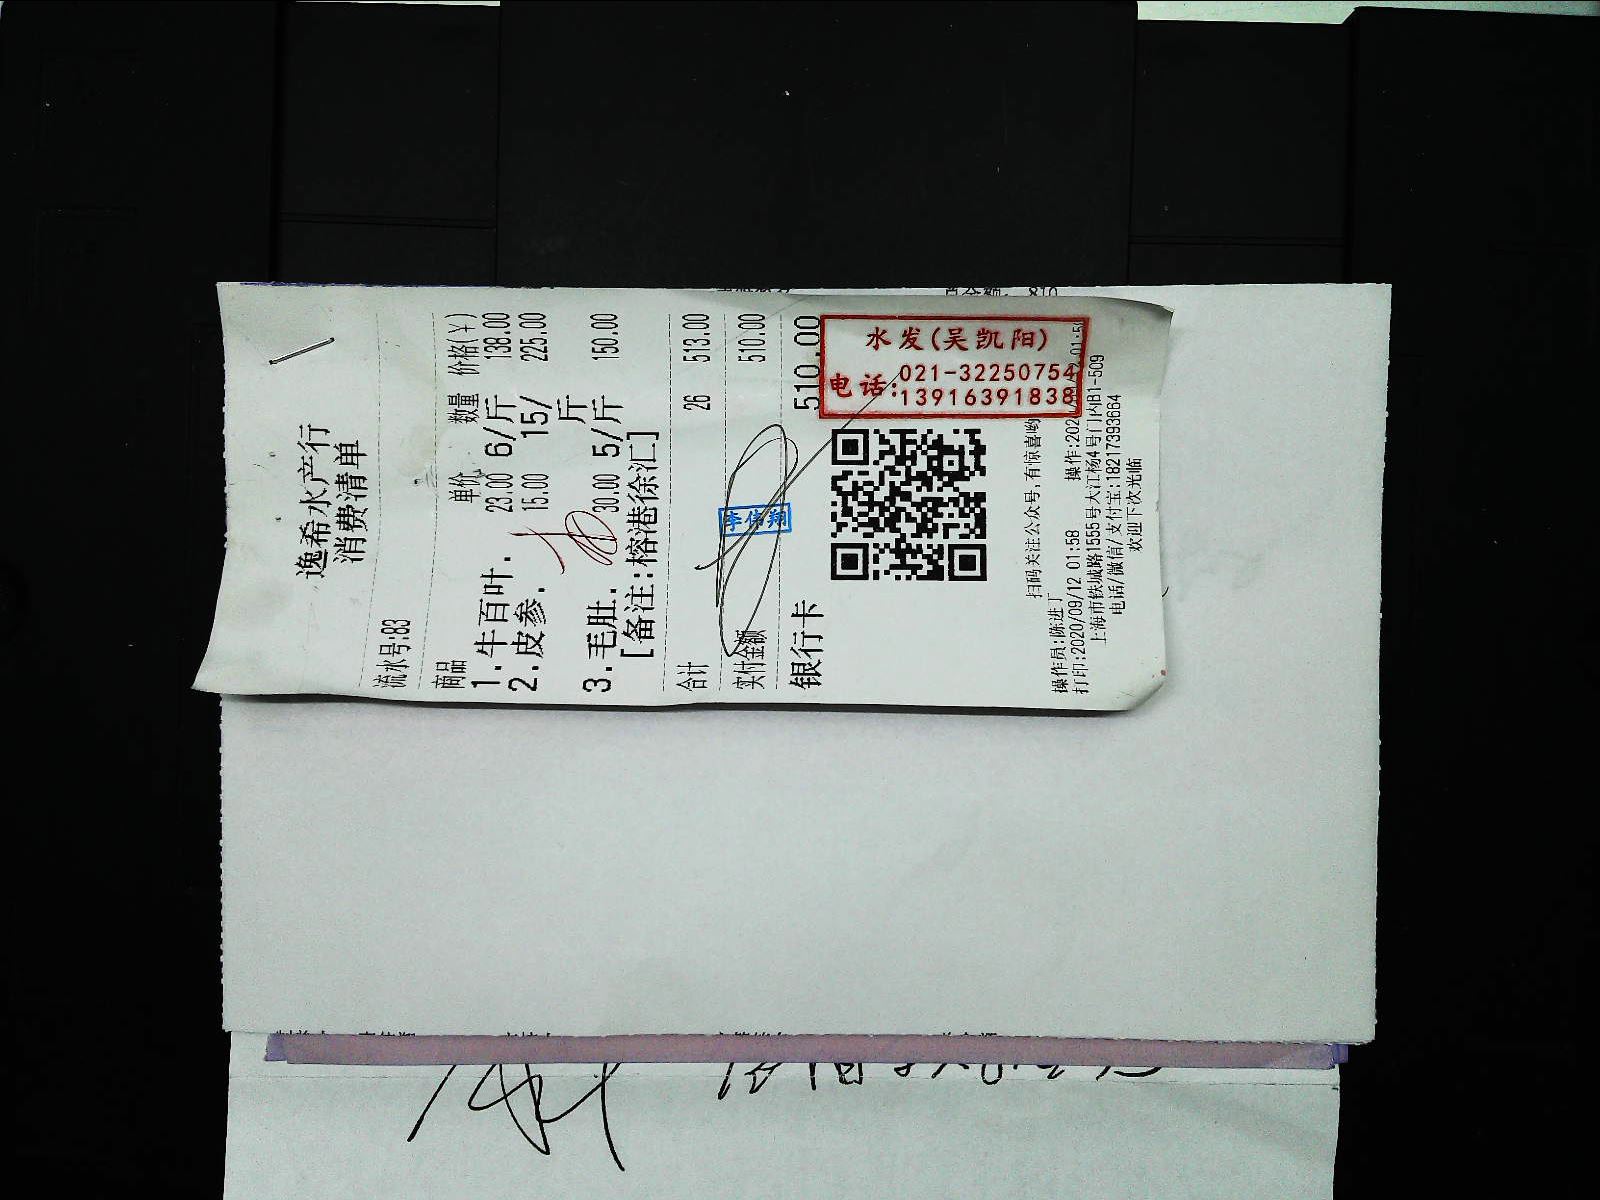 逸希水产行
消费清单
流水号:83
商品 单价 数量 价格(¥)
1.牛百叶. 23.00 6/斤 138.00
2.皮参. 15.00 15/斤 225.00
3.毛肚. 30.00 5/斤 150.00
[备注:榕港徐汇]
合计 26 513.00
实付金额 510.00
李伟翔
银行卡 510.00
水发(吴凯阳)
电话:021-32250754
13916391838
扫码关注公众号,有惊喜哟
操作员:陈进丁
打印:2020/09/12 01:58
上海市铁城路1555号大江杨4号门内B1-509
电话/微信/支付宝:18217393664
欢迎下次光临